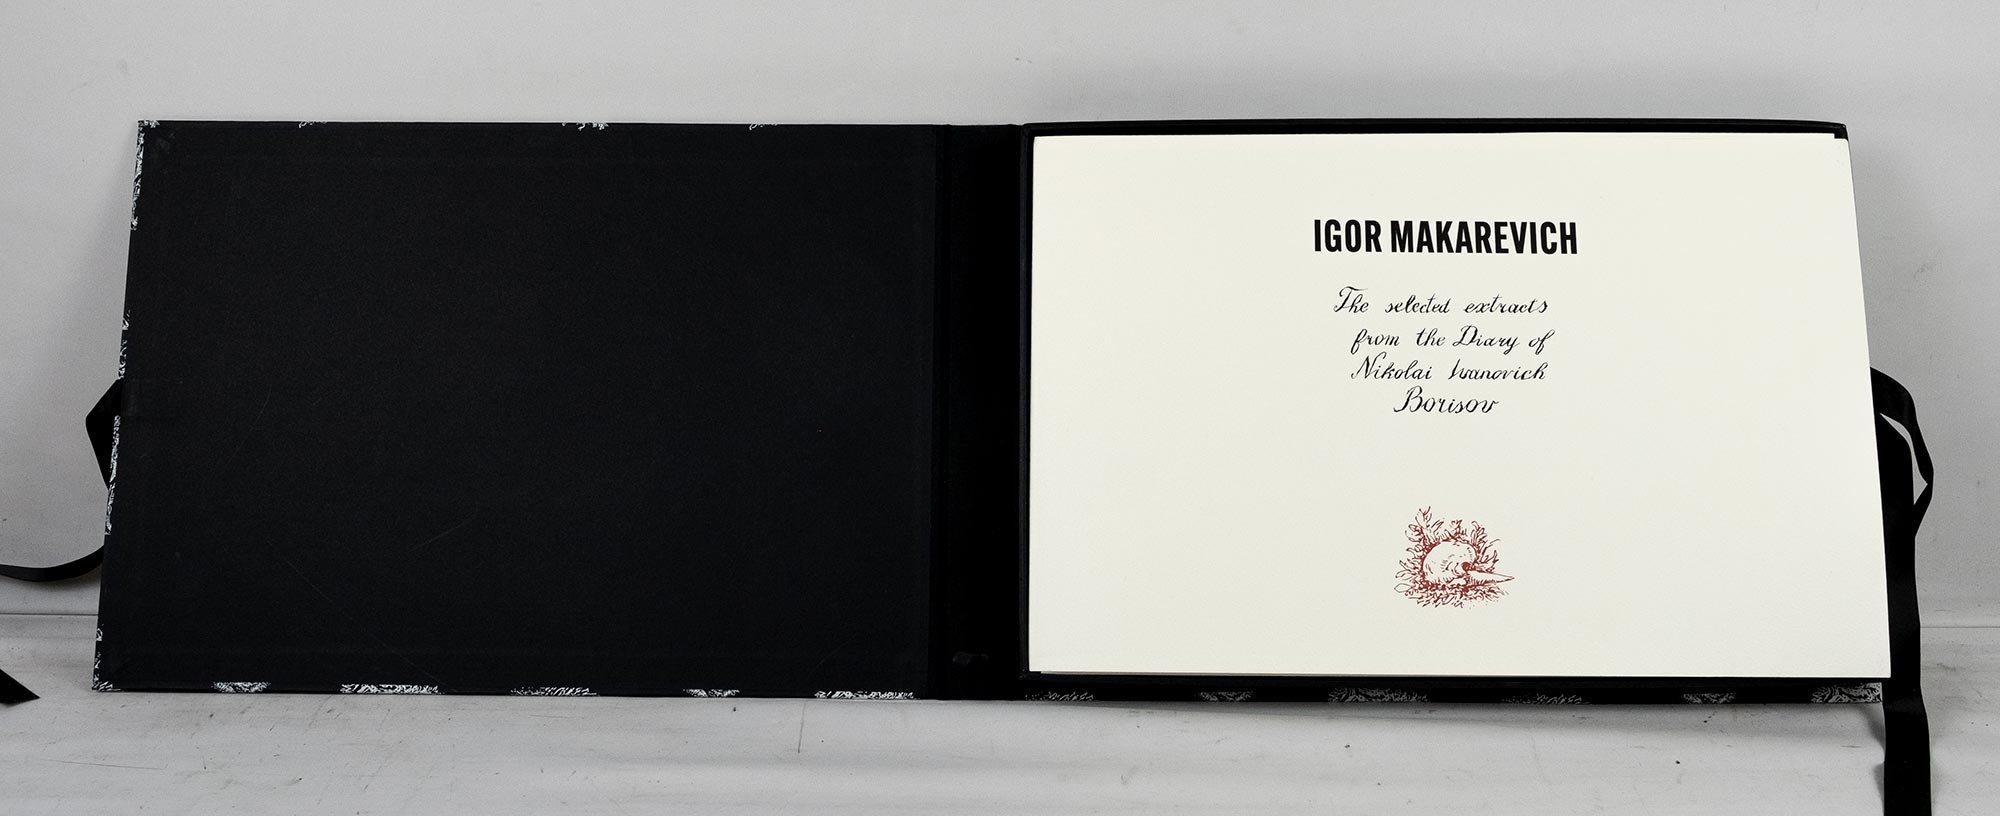 IGOR MAKAREVICH
The selected extracts
from the Diary of
Nikolai Ivanovich
Borisov